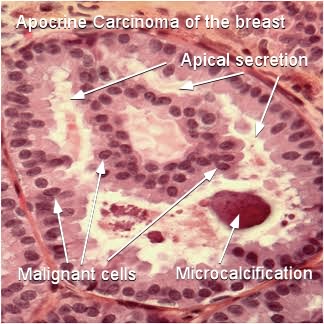 Apocrine Carcinoma of the breast
Apical secretion
Malignant cells
Microcalcification